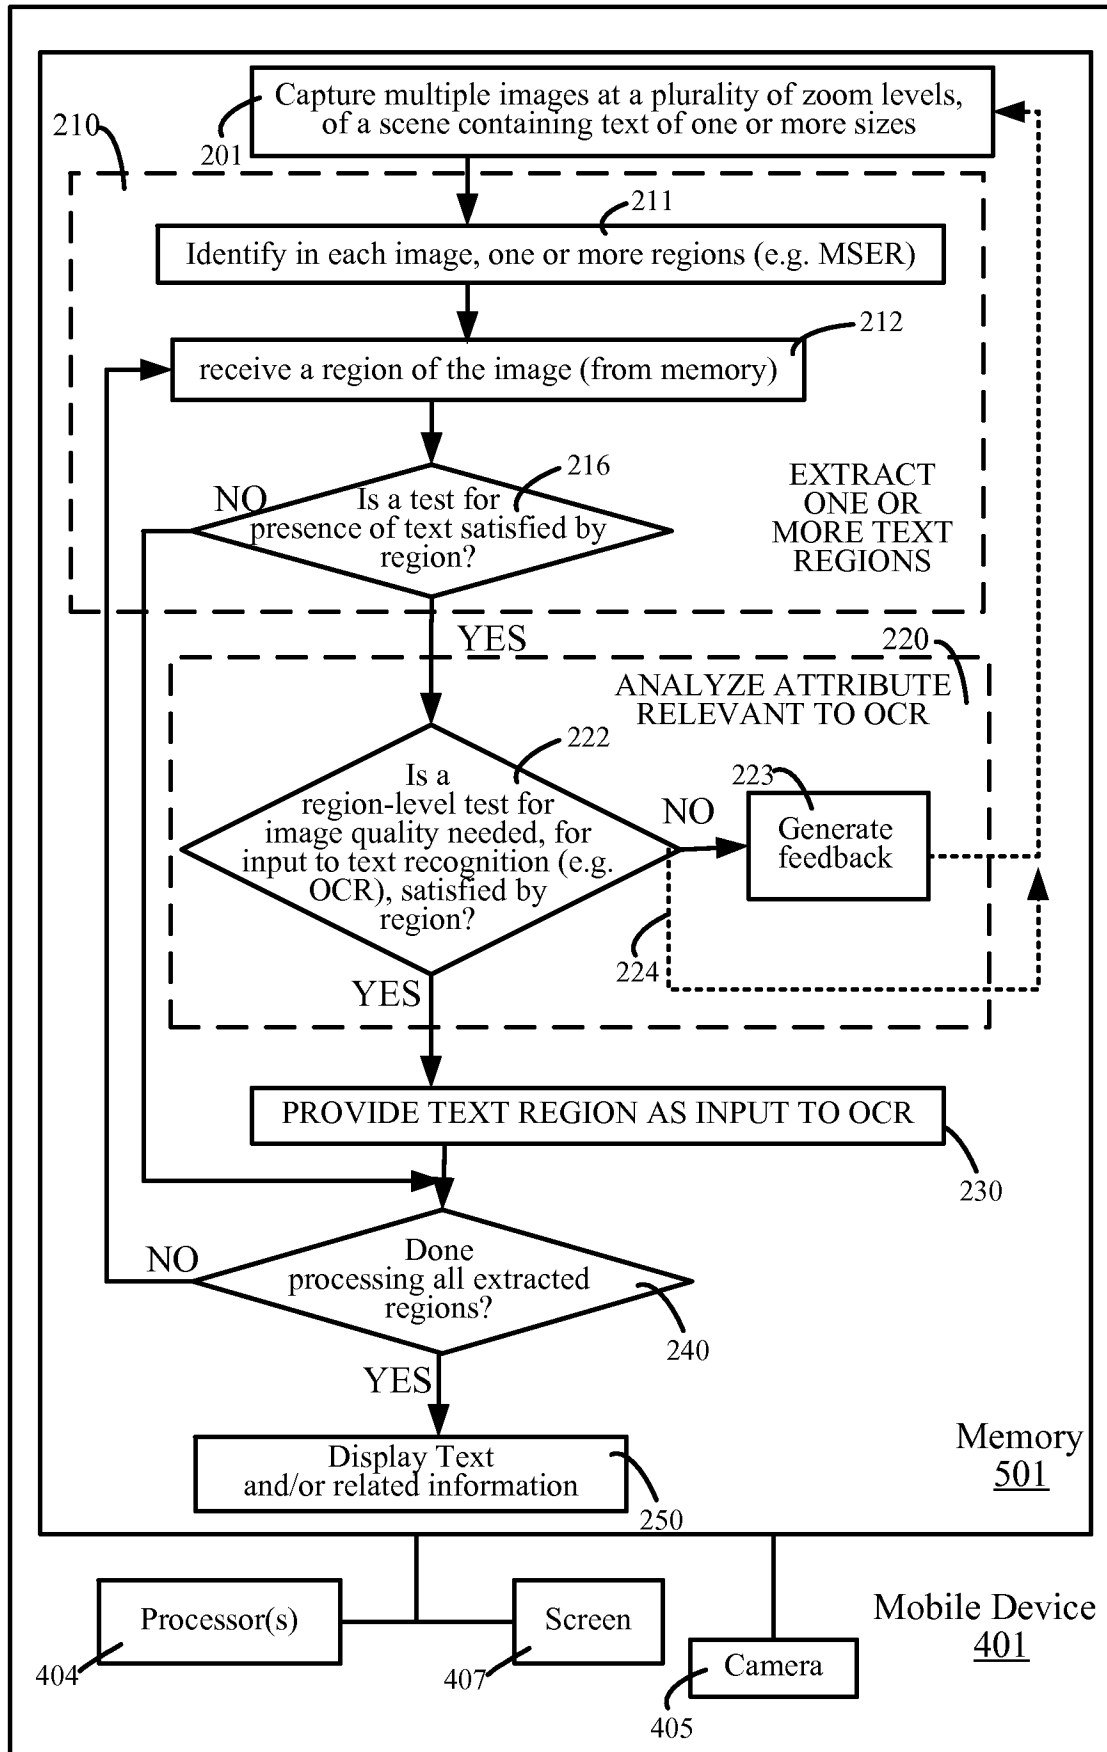 Capture multiple images at a plurality of zoom levels,
of a scene containing text of one or more sizes
210
201
211
Identify in each image, one or more regions (e.g. MSER)
212
receive a region of the image (from memory)
216
NO
Is a test for
presence of text satisfied by
region?
EXTRACT
ONE OR
MORE TEXT
REGIONS
YES
220
ANALYZE ATTRIBUTE
RELEVANT TO OCR
222
Is a
region-level test for
image quality needed, for
input to text recognition (e.g.
OCR), satisfied by
region?
NO
223
Generate
feedback
224
YES
PROVIDE TEXT REGION AS INPUT TO OCR
230
NO
Done
processing all extracted
regions?
240
YES
Display Text
and/or related information
250
Memory
501
Processor(s)
404
Screen
407
Camera
405
Mobile Device
401